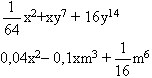 1/64 x²+xy⁷ + 16y¹⁴
0,04x²– 0,1xm³ + 1/16 m⁶